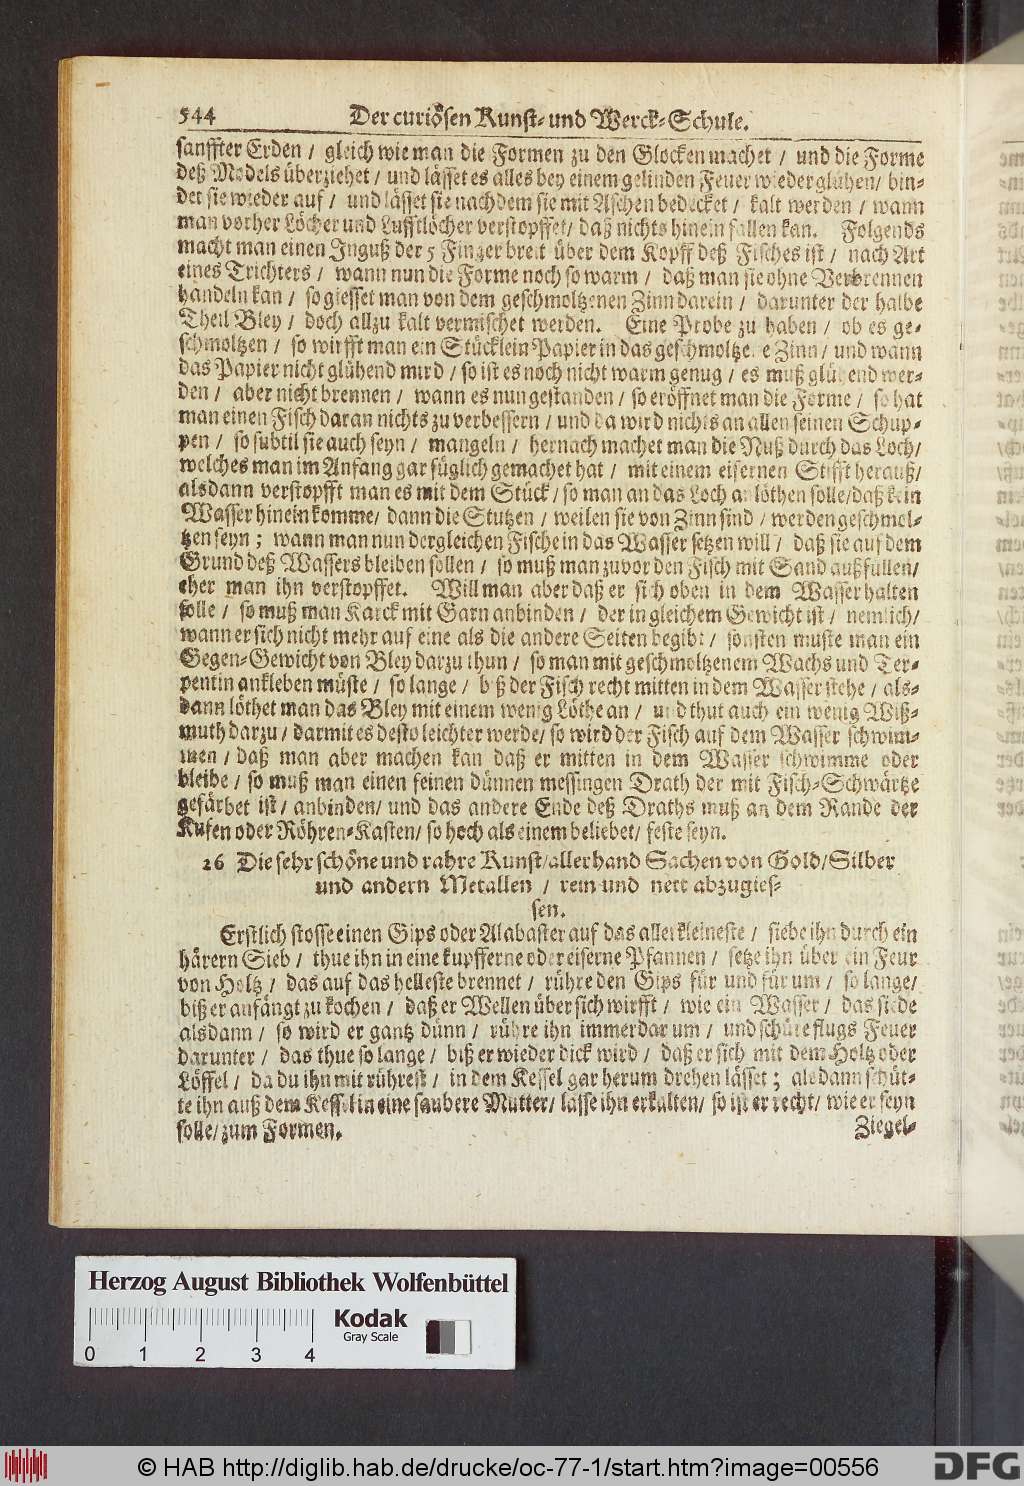 544 Der curiösen Kunst- und Werck-Schule.
sanffter Erden / gleich wie man die Formen zu den Glocken machet / und die Forme
deß Models überziehet / und lässet es alles bey einem gelinden Feuer wieder glühen / bin-
det sie wieder auf / und lässet sie nachdem sie mit Aschen bedecket / kalt werden / wann
man vorher Löcher und Lufftlöcher verstopffet / daß nichts hinein fallen kan. Folgends
macht man einen Inguß der 5 Finger breit über dem Kopff deß Fisches ist / nach Art
eines Trichters / wann nun die Forme noch so warm / daß man sie ohne Verbrennen
handeln kan / so giesset man von dem geschmoltzenen Zinn darein / darunter der halbe
Theil Bley / doch allzu kalt vermischet werden. Eine Probe zu haben / ob es ge-
schmoltzen / so wirfft man ein Stücklein Papier in das geschmoltzene Zinn / und wann
das Papier nicht glühend wird / so ist es noch nicht warm genug / es muß glühend wer-
den / aber nicht brennen / wann es nun gestanden / so eröffnet man die Forme / so hat
man einen Fisch daran nichts zu verbessern / und da wird nichts an allen seinen Schup-
pen / so subtil sie auch seyn / mangeln / hernach machet man die Nuß durch das Loch /
welches man im Anfang gar füglich gemachet hat / mit einem eisernen Stifft herauß /
alsdann verstopfft man es mit dem Stück / so man an das Loch anlöthen solle / daß kein
Wasser hinein komme / dann die Stutzen / weilen sie von Zinn sind / werden geschmol-
tzen seyn ; wann man nun dergleichen Fische in das Wasser setzen will / daß sie auf dem
Grund deß Wassers bleiben sollen / so muß man zuvor den Fisch mit Sand außfüllen /
eher man ihn verstopffet. Will man aber daß er sich oben in dem Wasser halten
solle / so muß man Karck mit Garn anbinden / der in gleichem Gewicht ist / nemlich /
wann er sich nicht mehr auf eine als die andere Seiten begibt / sonsten muste man ein
Gegen-Gewicht von Bley darzu thun / so man mit geschmoltzenem Wachs und Ter-
pentin ankleben müste / so lange / biß der Fisch recht mitten in dem Wasser stehe / als-
dann löthet man das Bley mit einem wenig Löthe an / und thut auch ein wenig Wiß-
muth darzu / darmit es desto leichter werde / so wird der Fisch auf dem Wasser schwim-
men / daß man aber machen kan daß er mitten in dem Wasser schwimme oder
bleibe / so muß man einen feinen dünnen messingen Drath der mit Fisch-Schwärtze
gefärbet ist / anbinden / und das andere Ende deß Draths muß an dem Rande der
Kufen oder Röhren-Kasten / so hoch als einem beliebet / feste seyn.
26 Die sehr schöne und rahre Kunst / allerhand Sachen von Gold / Silber
und andern Metallen / rein und nett abzugies-
sen.
Erstlich stosse einen Gips oder Alabaster auf das allerkleineste / siebe ihn durch ein
härern Sieb / thue ihn in eine kupfferne oder eiserne Pfannen / setze ihn über ein Feur
von Holtz / das auf das helleste brennet / rühre den Gips für und für um / so lange /
biß er anfängt zu kochen / daß er Wellen über sich wirfft / wie ein Wasser / das siede
alsdann / so wird er gantz dünn / rühre ihn immerdar um / und schüre flugs Feuer
darunter / das thue so lange / biß er wieder dick wird / daß er sich mit dem Holtz oder
Löffel / da du ihn mit rührest / in dem Kessel gar herum drehen lässet ; alsdann schüt-
te ihn auß dem Kessel in eine saubere Mutter / lasse ihn erkalten / so ist er recht / wie er seyn
solle / zum Formen.
Ziegel-
Herzog August Bibliothek Wolfenbüttel
Kodak
Gray Scale
0 1 2 3 4
© HAB http://diglib.hab.de/drucke/oc-77-1/start.htm?image=00556
DFG